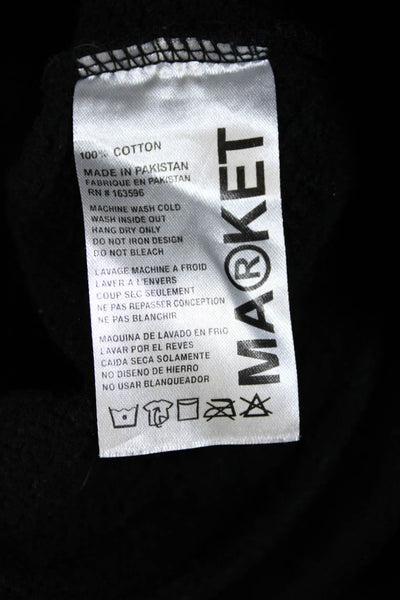 100% COTTON
MADE IN PAKISTAN
FABRIQUE EN PAKISTAN
RN # 163596
MACHINE WASH COLD
WASH INSIDE OUT
HANG DRY ONLY
DO NOT IRON DESIGN
DO NOT BLEACH
LAVAGE MACHINE A FROID
LAVER A L'ENVERS
COUP SEC SEULEMENT
NE PAS REPASSER CONCEPTION
NE PAS BLANCHIR
MAQUINA DE LAVADO EN FRIO
LAVAR POR EL REVES
CAIDA SECA SOLAMENTE
NO DISENO DE HIERRO
NO USAR BLANQUEADOR
MA®KET